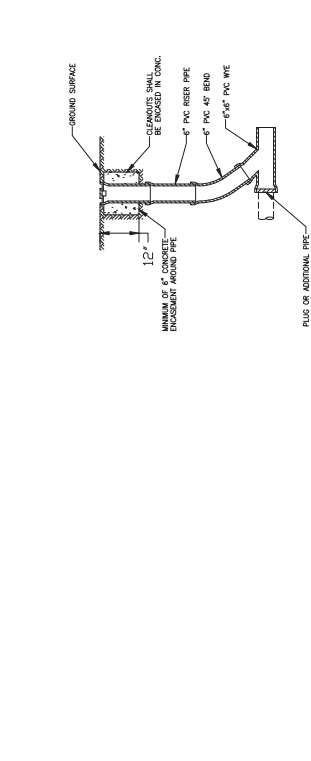 GROUND SURFACE
CLEANOUTS SHALL
BE ENCASED IN CONC.
6" PVC RISER PIPE
6" PVC 45° BEND
6"x6" PVC WYE
12"
MINIMUM OF 6" CONCRETE
ENCASEMENT AROUND PIPE
PLUG OR ADDITIONAL PIPE